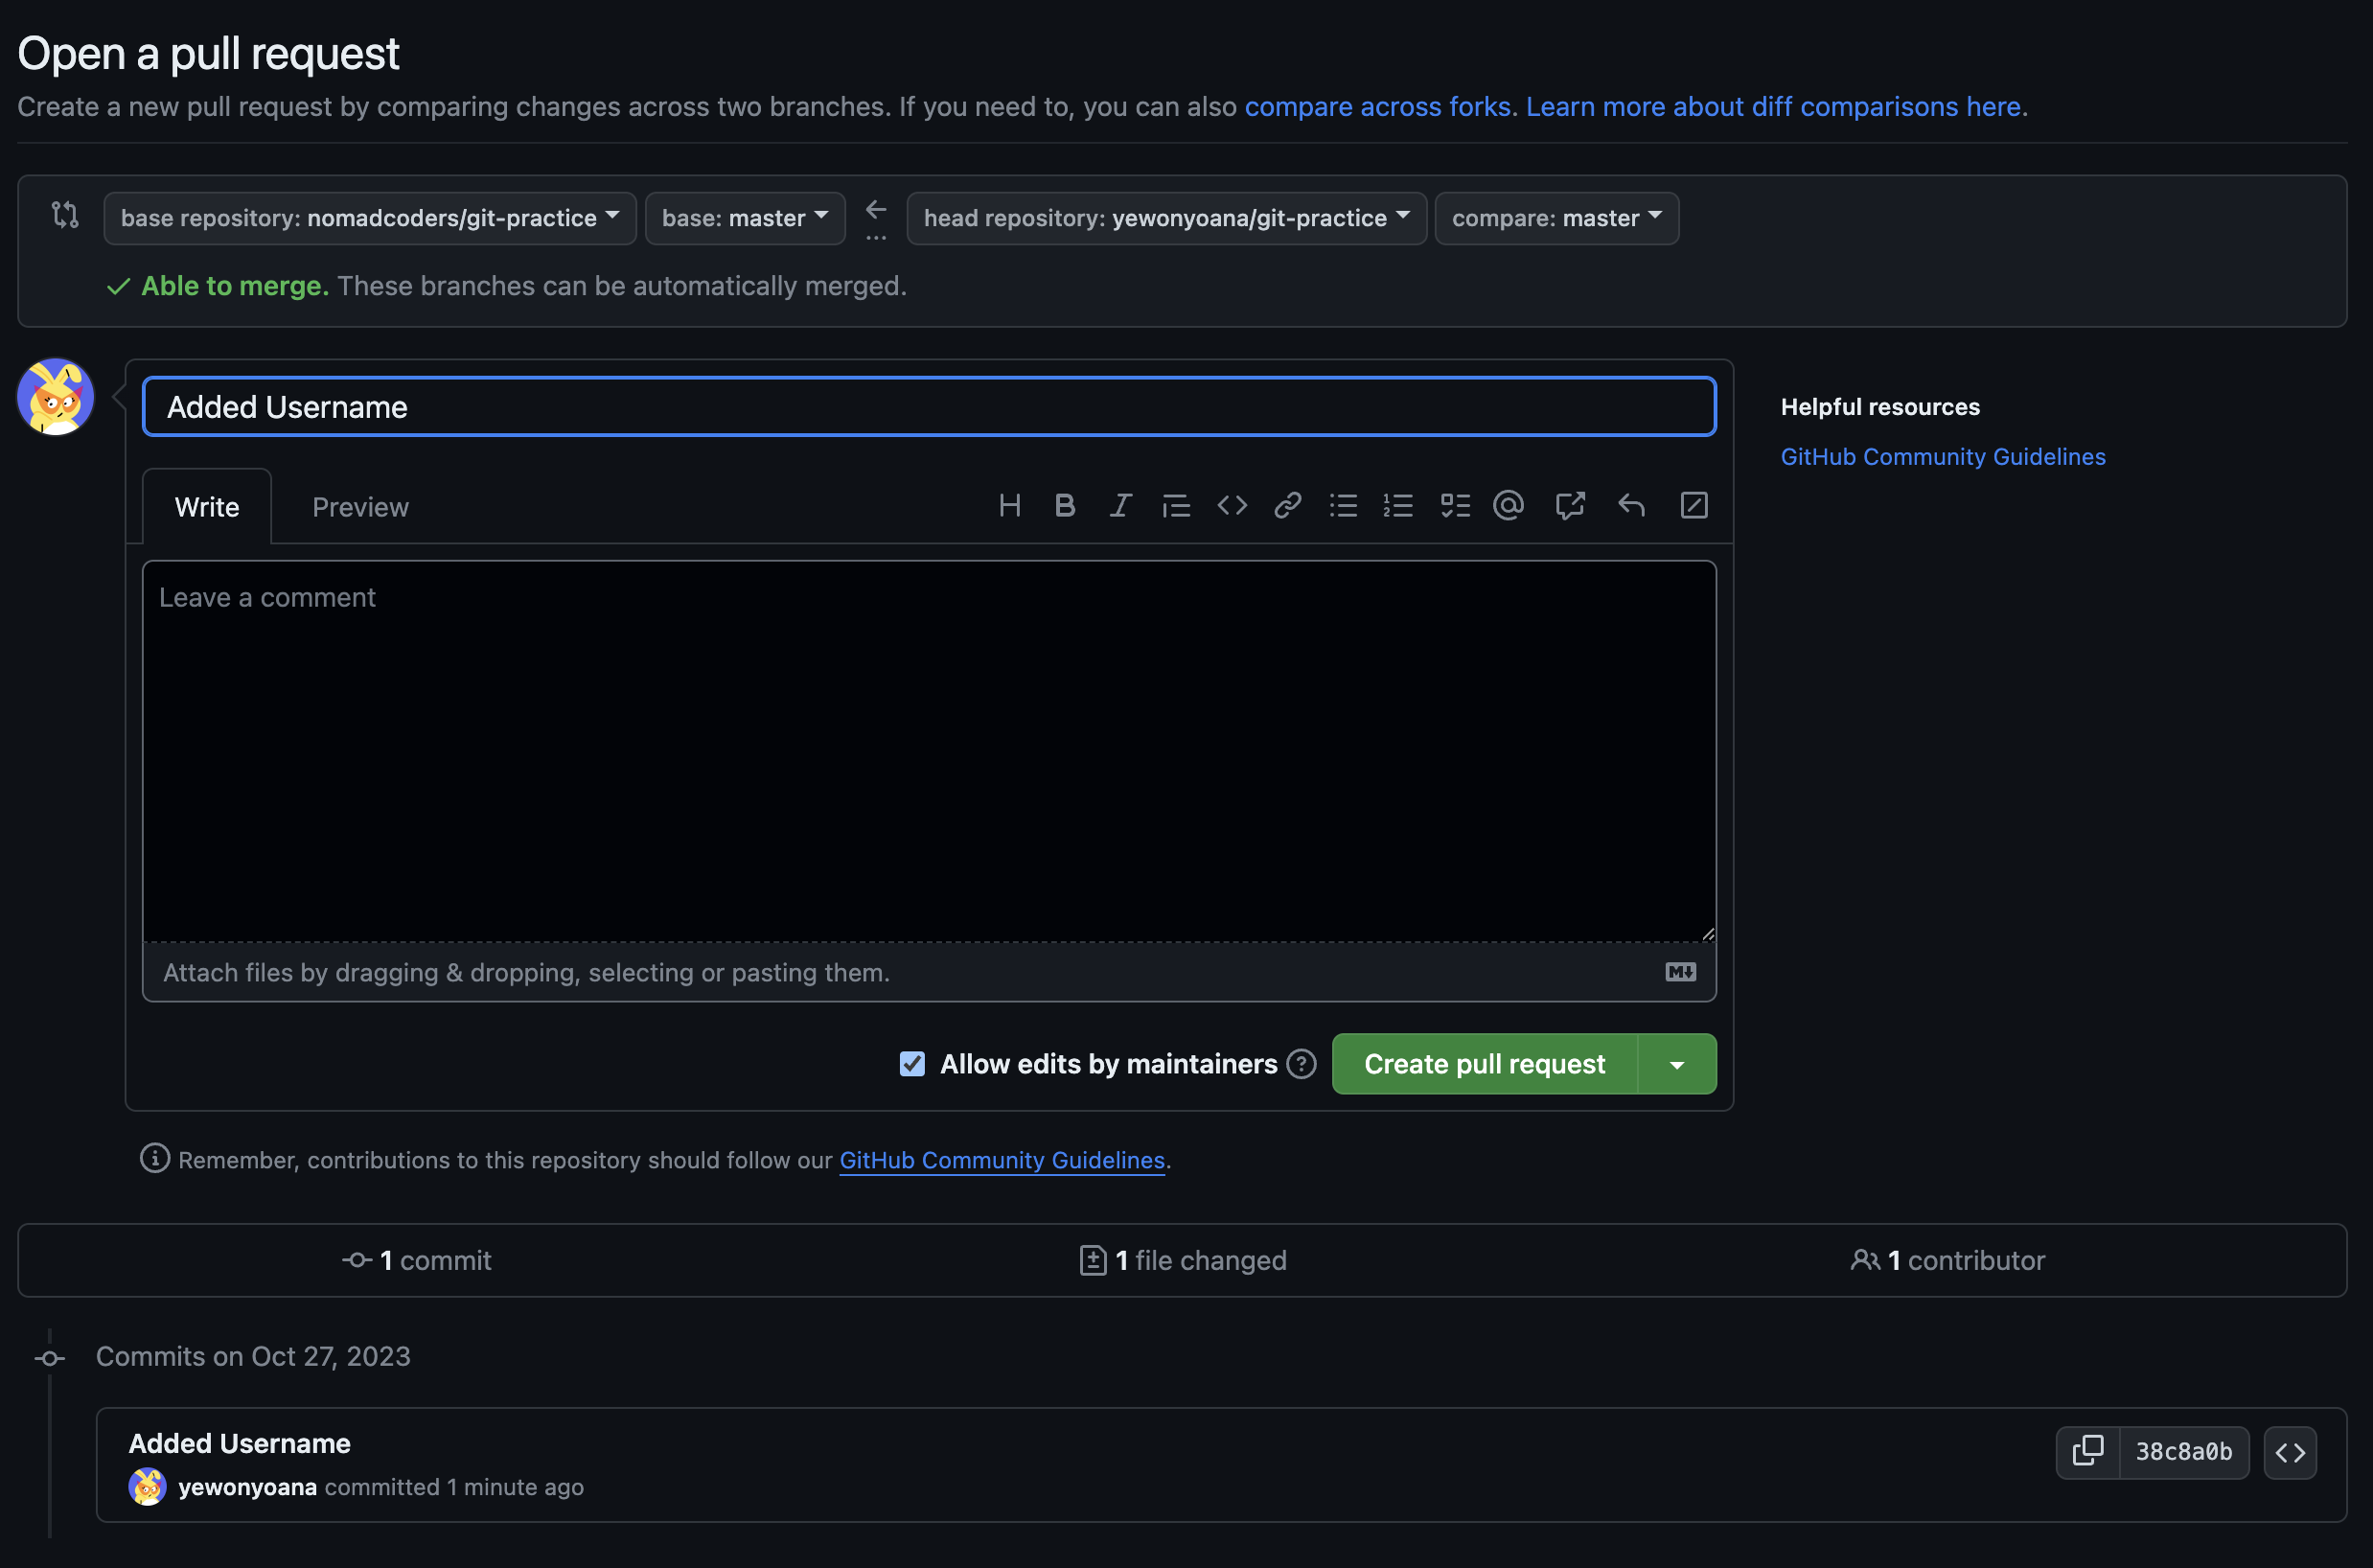 Open a pull request
Create a new pull request by comparing changes across two branches. If you need to, you can also compare across forks. Learn more about diff comparisons here.
base repository: nomadcoders/git-practice base: master ← ... head repository: yewonyoana/git-practice compare: master
Able to merge. These branches can be automatically merged.
Added Username
Helpful resources
GitHub Community Guidelines
Write Preview
Leave a comment
Attach files by dragging & dropping, selecting or pasting them.
Allow edits by maintainers Create pull request
Remember, contributions to this repository should follow our GitHub Community Guidelines.
1 commit 1 file changed 1 contributor
Commits on Oct 27, 2023
Added Username
38c8a0b
yewonyoana committed 1 minute ago